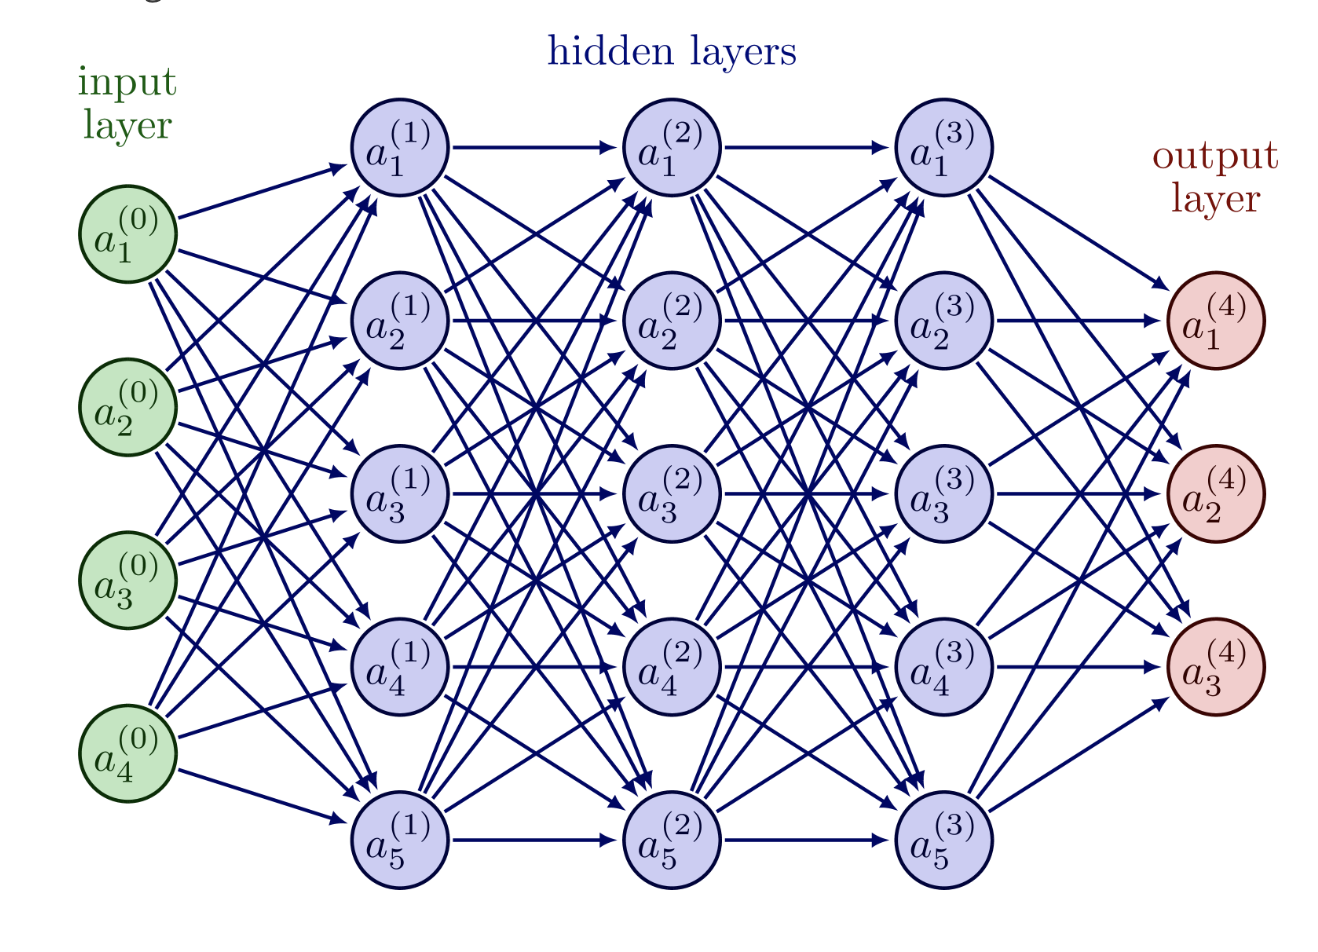 hidden layers
input
layer
output
layer
a_1^{(0)}
a_2^{(0)}
a_3^{(0)}
a_4^{(0)}
a_1^{(1)}
a_2^{(1)}
a_3^{(1)}
a_4^{(1)}
a_5^{(1)}
a_1^{(2)}
a_2^{(2)}
a_3^{(2)}
a_4^{(2)}
a_5^{(2)}
a_1^{(3)}
a_2^{(3)}
a_3^{(3)}
a_4^{(3)}
a_5^{(3)}
a_1^{(4)}
a_2^{(4)}
a_3^{(4)}